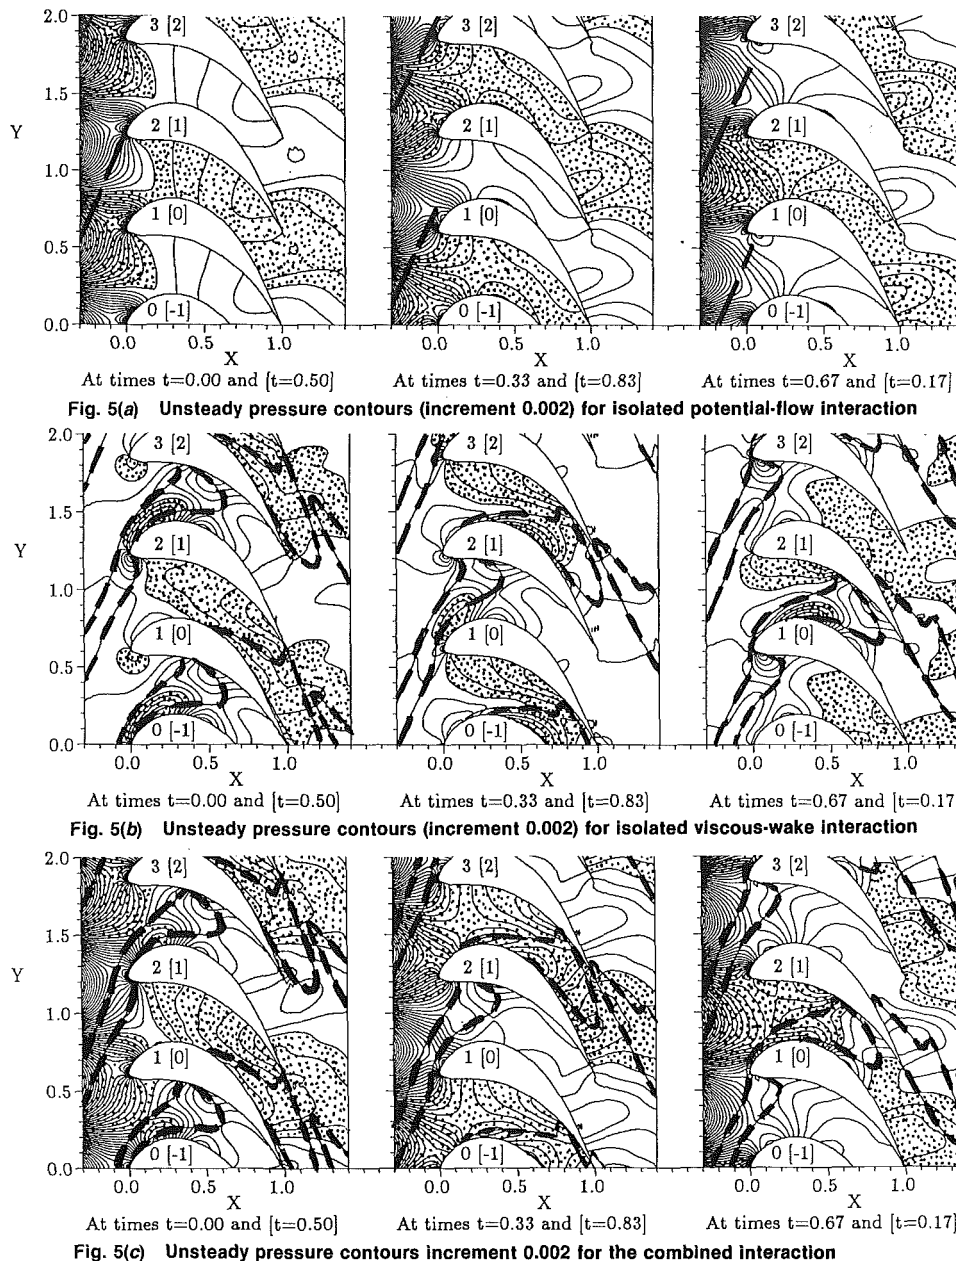 2.0
1.5
Y
1.0
0.5
0.0
3 [2]
2 [1]
1 [0]
0 [-1]
3 [2]
2 [1]
1 [0]
0 [-1]
3 [2]
2 [1]
1 [0]
0 [-1]
0.0 0.5 1.0
0.0 0.5 1.0
0.0 0.5 1.0
X X X
At times t=0.00 and [t=0.50]
At times t=0.33 and [t=0.83]
At times t=0.67 and [t=0.17]
Fig. 5(a) Unsteady pressure contours (increment 0.002) for isolated potential-flow interaction
2.0
1.5
Y
1.0
0.5
0.0
3 [2]
2 [1]
1 [0]
0 [-1]
3 [2]
2 [1]
1 [0]
0 [-1]
3 [2]
2 [1]
1 [0]
0 [-1]
0.0 0.5 1.0
0.0 0.5 1.0
0.0 0.5 1.0
X X X
At times t=0.00 and [t=0.50]
At times t=0.33 and [t=0.83]
At times t=0.67 and [t=0.17
Fig. 5(b) Unsteady pressure contours (increment 0.002) for isolated viscous-wake interaction
2.0
1.5
Y
1.0
0.5
0.0
3 [2]
2 [1]
1 [0]
0 [-1]
3 [2]
2 [1]
1 [0]
0 [-1]
3 [2]
2 [1]
1 [0]
0 [-1]
0.0 0.5 1.0
0.0 0.5 1.0
0.0 0.5 1.0
X X X
At times t=0.00 and [t=0.50]
At times t=0.33 and [t=0.83]
At times t=0.67 and [t=0.17]
Fig. 5(c) Unsteady pressure contours increment 0.002 for the combined interaction